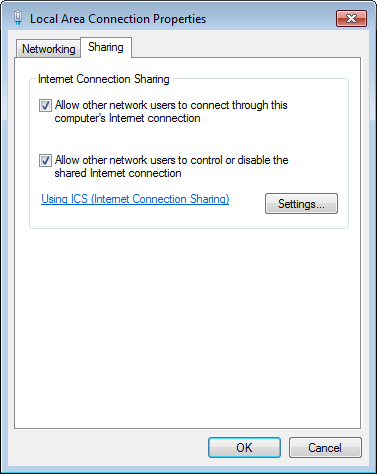 Local Area Connection Properties
Networking
Sharing
Internet Connection Sharing
Allow other network users to connect through this
computer's Internet connection
Allow other network users to control or disable the
shared Internet connection
Using ICS (Internet Connection Sharing)
Settings...
OK
Cancel